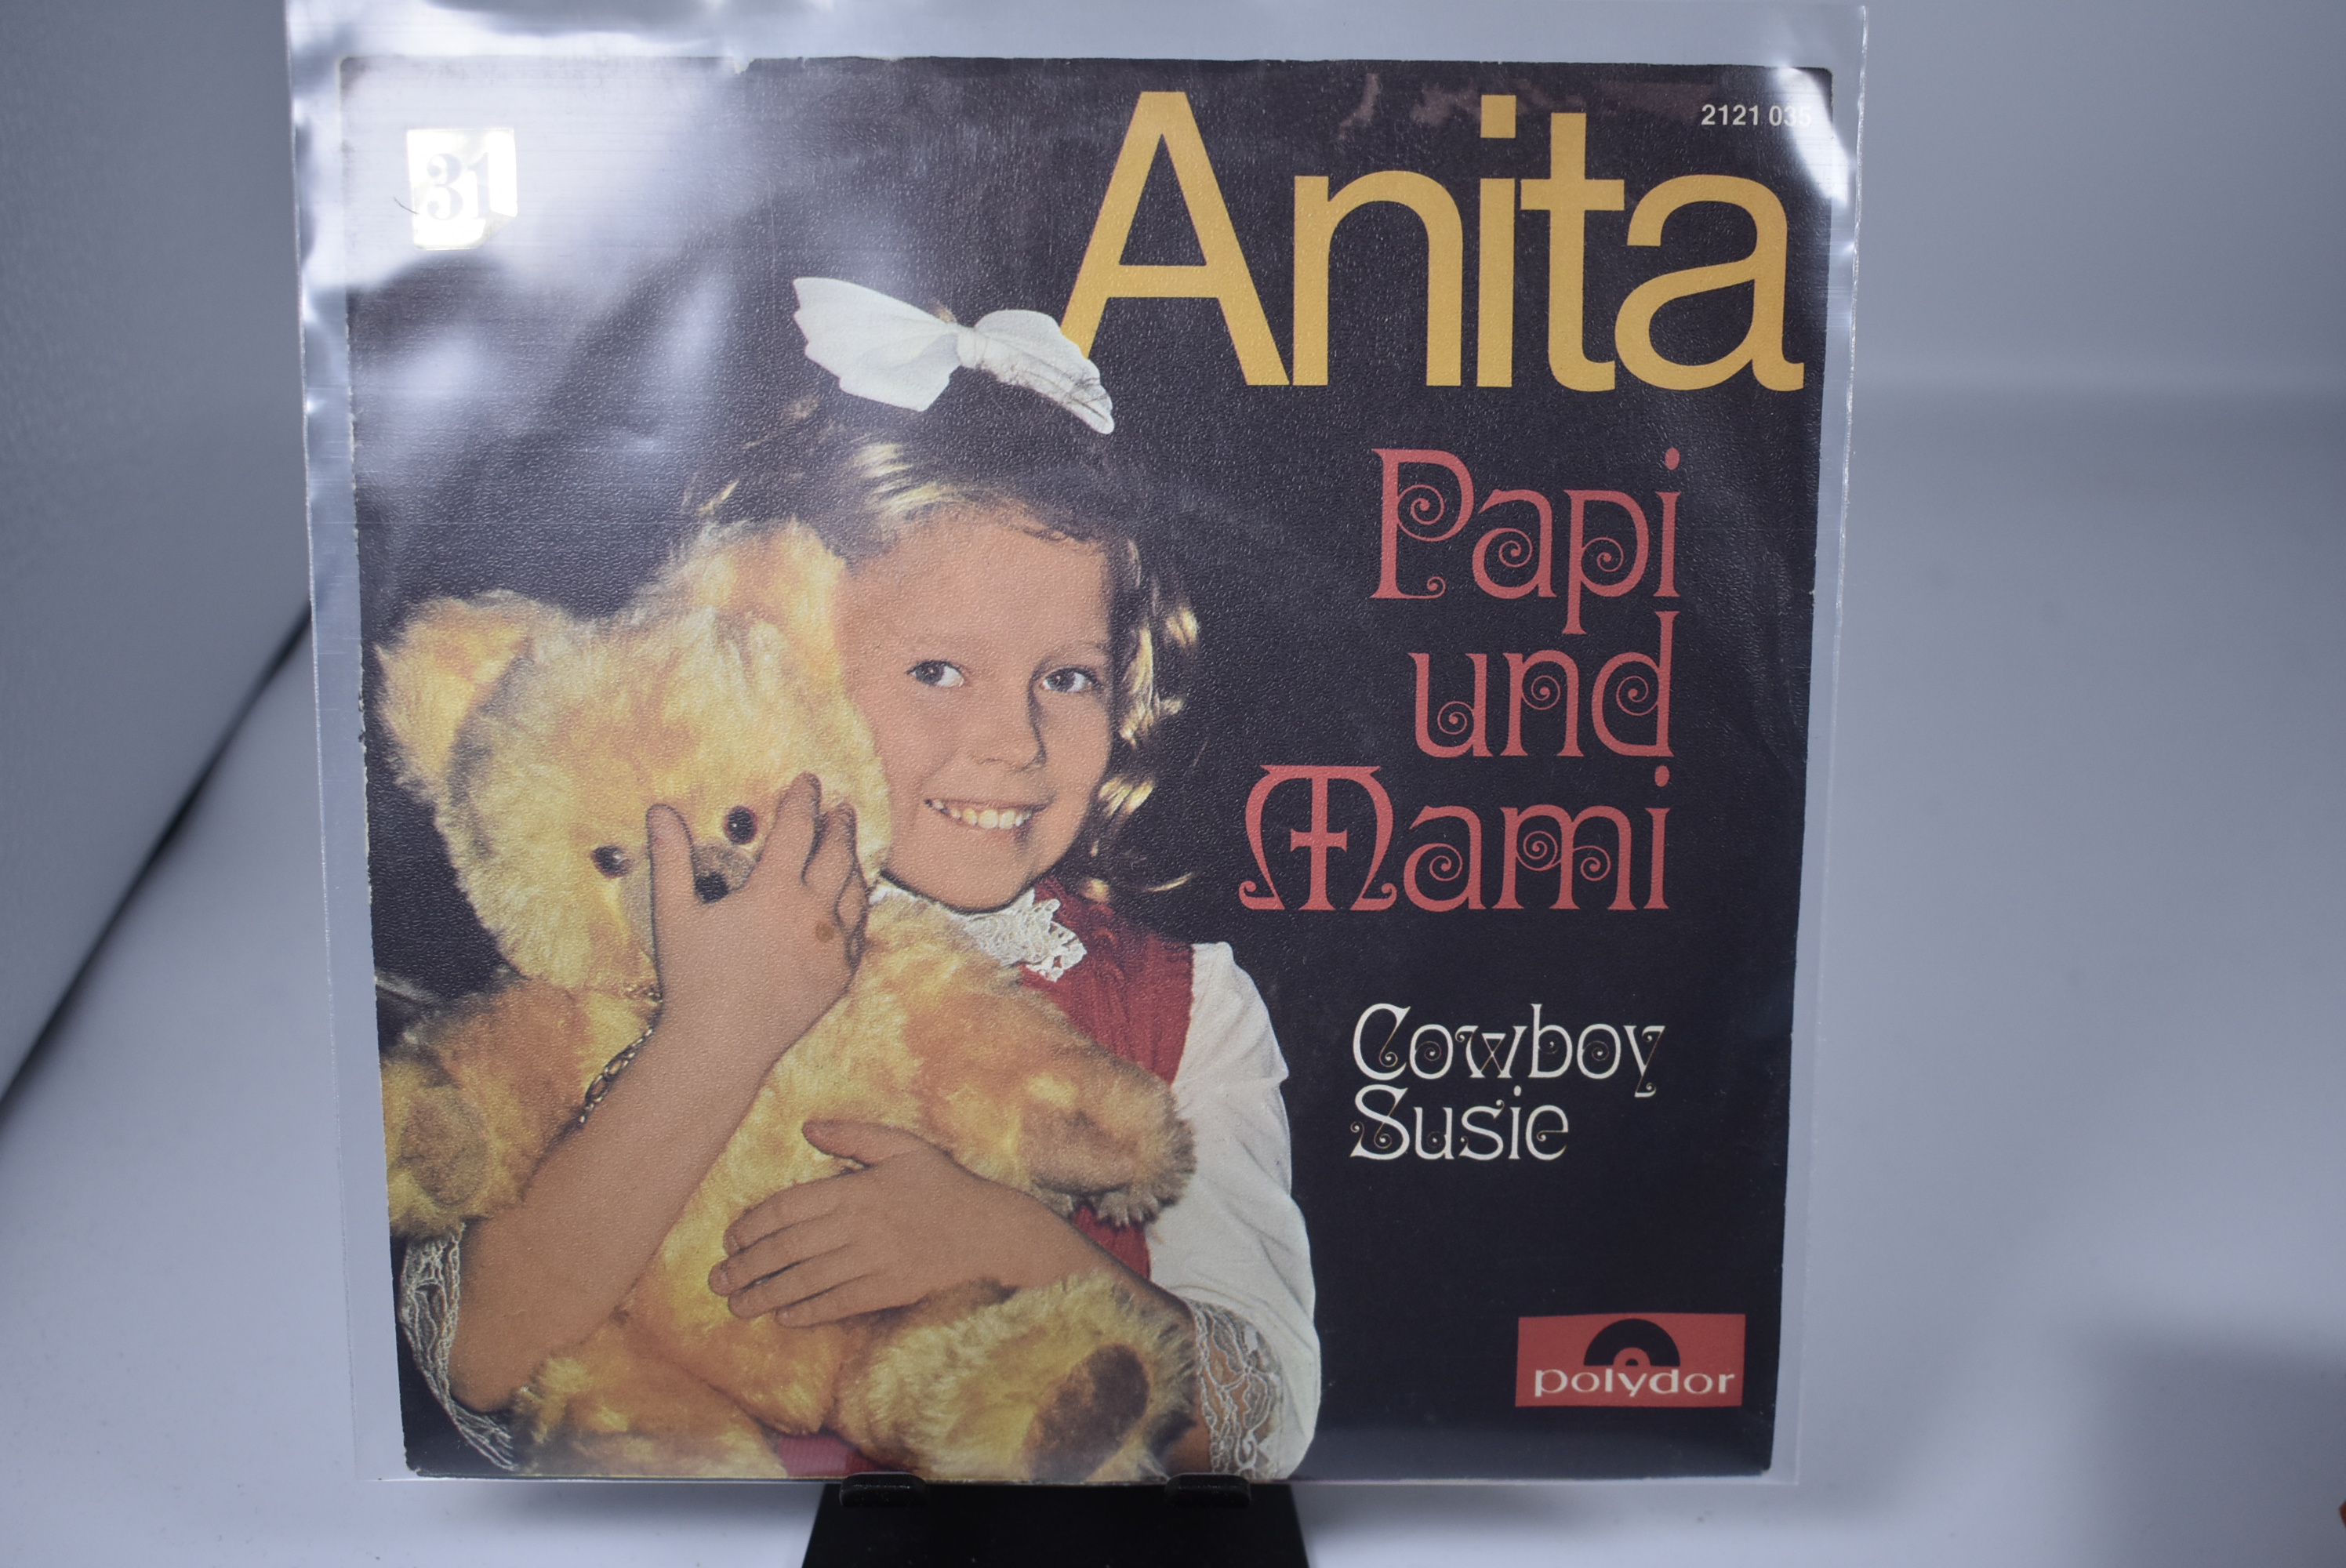 31
2121 035
Anita
Papi
und
Mami
Cowboy
Susie
polydor